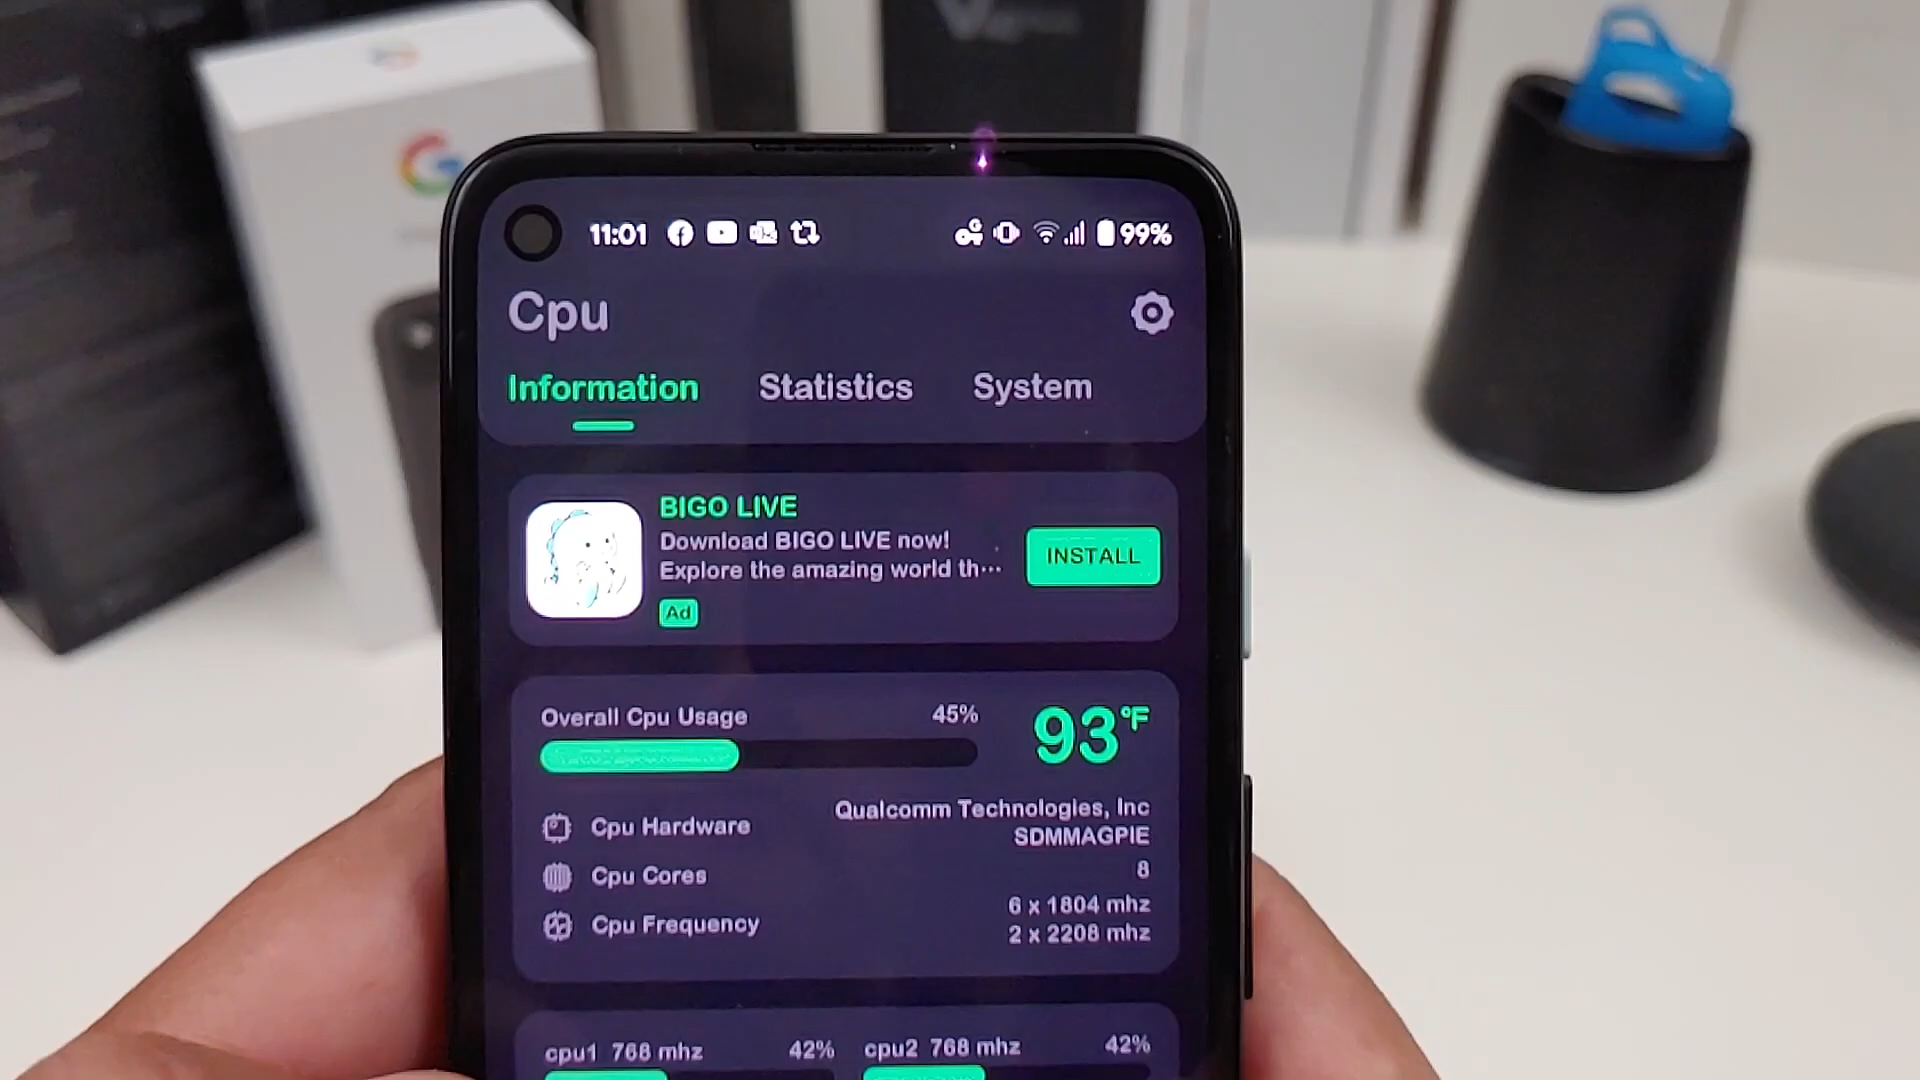 11:01
99%
Cpu
Information Statistics System
BIGO LIVE
Download BIGO LIVE now!
Explore the amazing world th...
INSTALL
Ad
Overall Cpu Usage 45% 93°F
Cpu Hardware Qualcomm Technologies, Inc
SDMMAGPIE
Cpu Cores 8
Cpu Frequency 6 x 1804 mhz
2 x 2208 mhz
cpu1 768 mhz 42% cpu2 768 mhz 42%